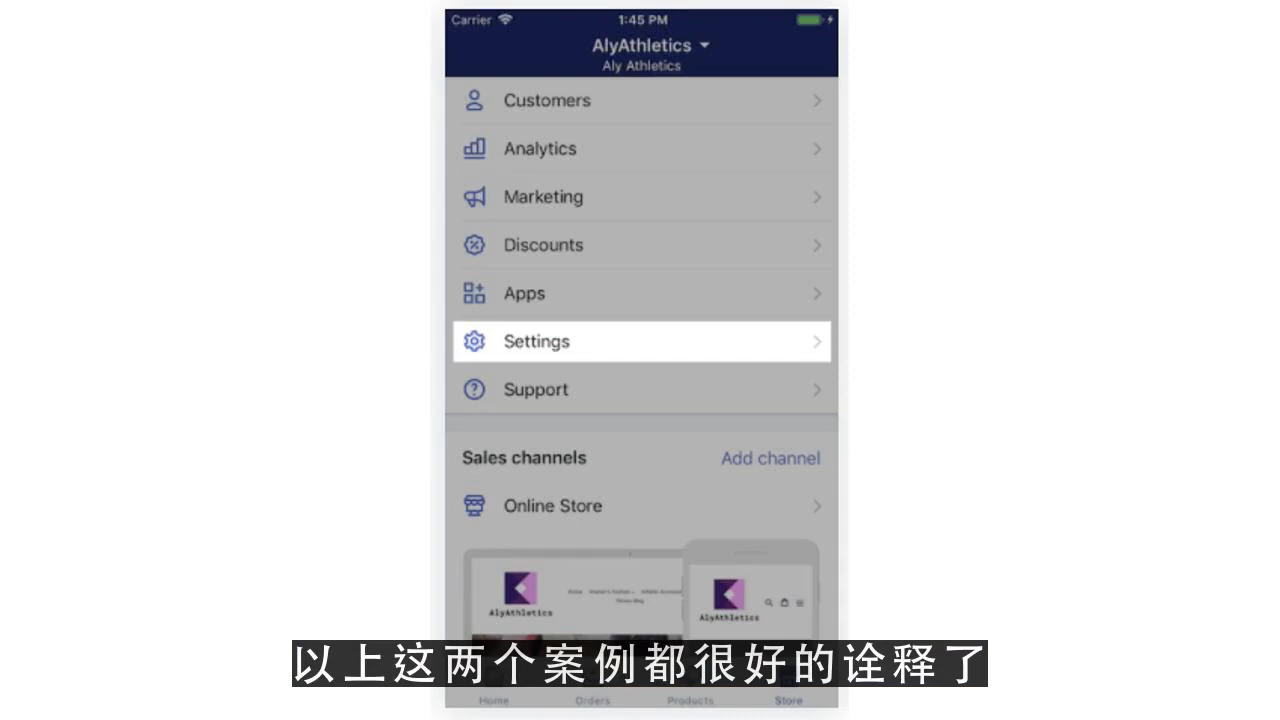 Carrier
1:45 PM
AlyAthletics
Aly Athletics
Customers
Analytics
Marketing
Discounts
Apps
Settings
Support
Sales channels
Add channel
Online Store
AlyAthletics
AlyAthletics
以上这两个案例都很好的诠释了
Home
Orders
Products
Store